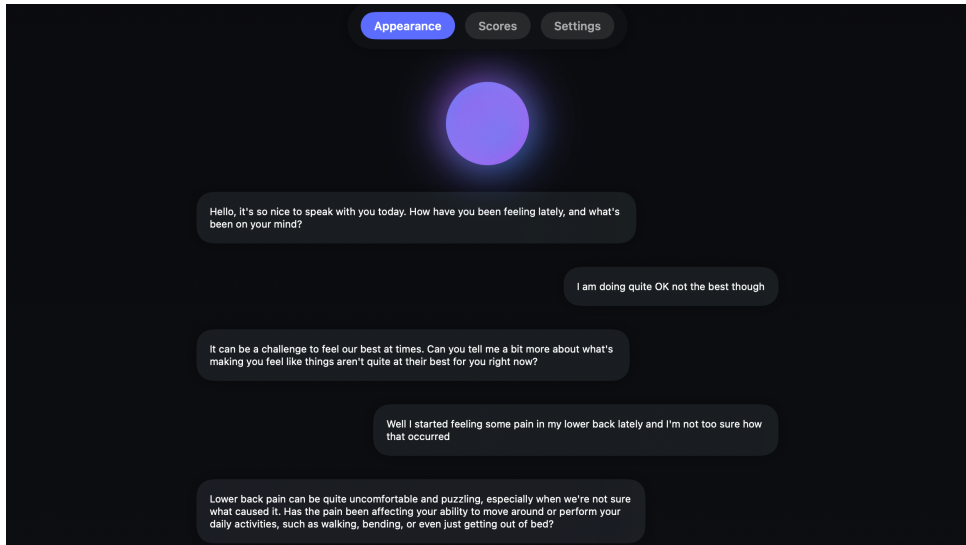 Appearance
Scores
Settings
Hello, it's so nice to speak with you today. How have you been feeling lately, and what's
been on your mind?
I am doing quite OK not the best though
It can be a challenge to feel our best at times. Can you tell me a bit more about what's
making you feel like things aren't quite at their best for you right now?
Well I started feeling some pain in my lower back lately and I'm not too sure how
that occurred
Lower back pain can be quite uncomfortable and puzzling, especially when we're not sure
what caused it. Has the pain been affecting your ability to move around or perform your
daily activities, such as walking, bending, or even just getting out of bed?